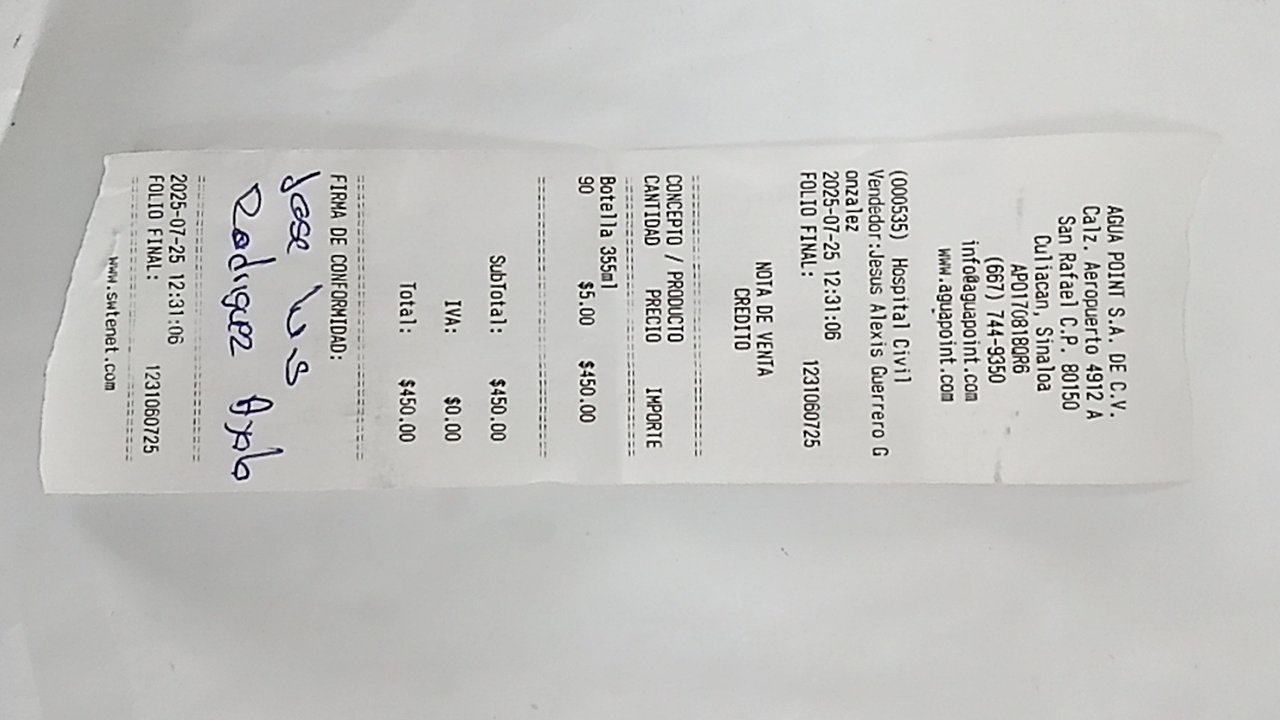 AGUA POINT S.A. DE C.V.
Calz. Aeropuerto 4912 A
San Rafael C.P. 80150
Culiacan, Sinaloa
APO170818QR6
(667) 744-9350
info@aguapoint.com
www.aguapoint.com
(000535) Hospital Civil
Vendedor:Jesus Alexis Guerrero G
onzalez
2025-07-25 12:31:06
FOLIO FINAL: 1231060725
NOTA DE VENTA
CREDITO
CONCEPTO / PRODUCTO
CANTIDAD PRECIO IMPORTE
Botella 355ml
90 $5.00 $450.00
SubTotal: $450.00
IVA: $0.00
Total: $450.00
FIRMA DE CONFORMIDAD:
Jose
Rodriguez
2025-07-25 12:31:06
FOLIO FINAL: 1231060725
www.swtenet.com